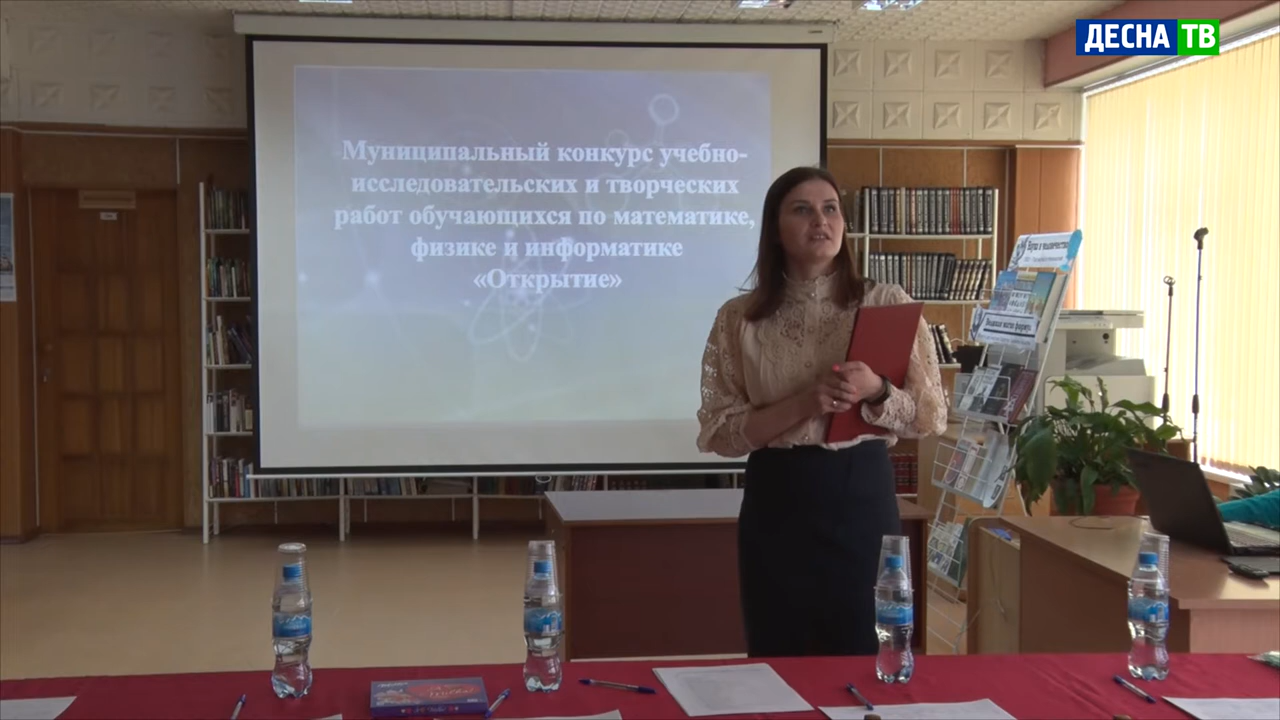 ДЕСНА ТВ
Муниципальный конкурс учебно-
исследовательских и творческих
работ обучающихся по математике,
физике и информатике
«Открытие»